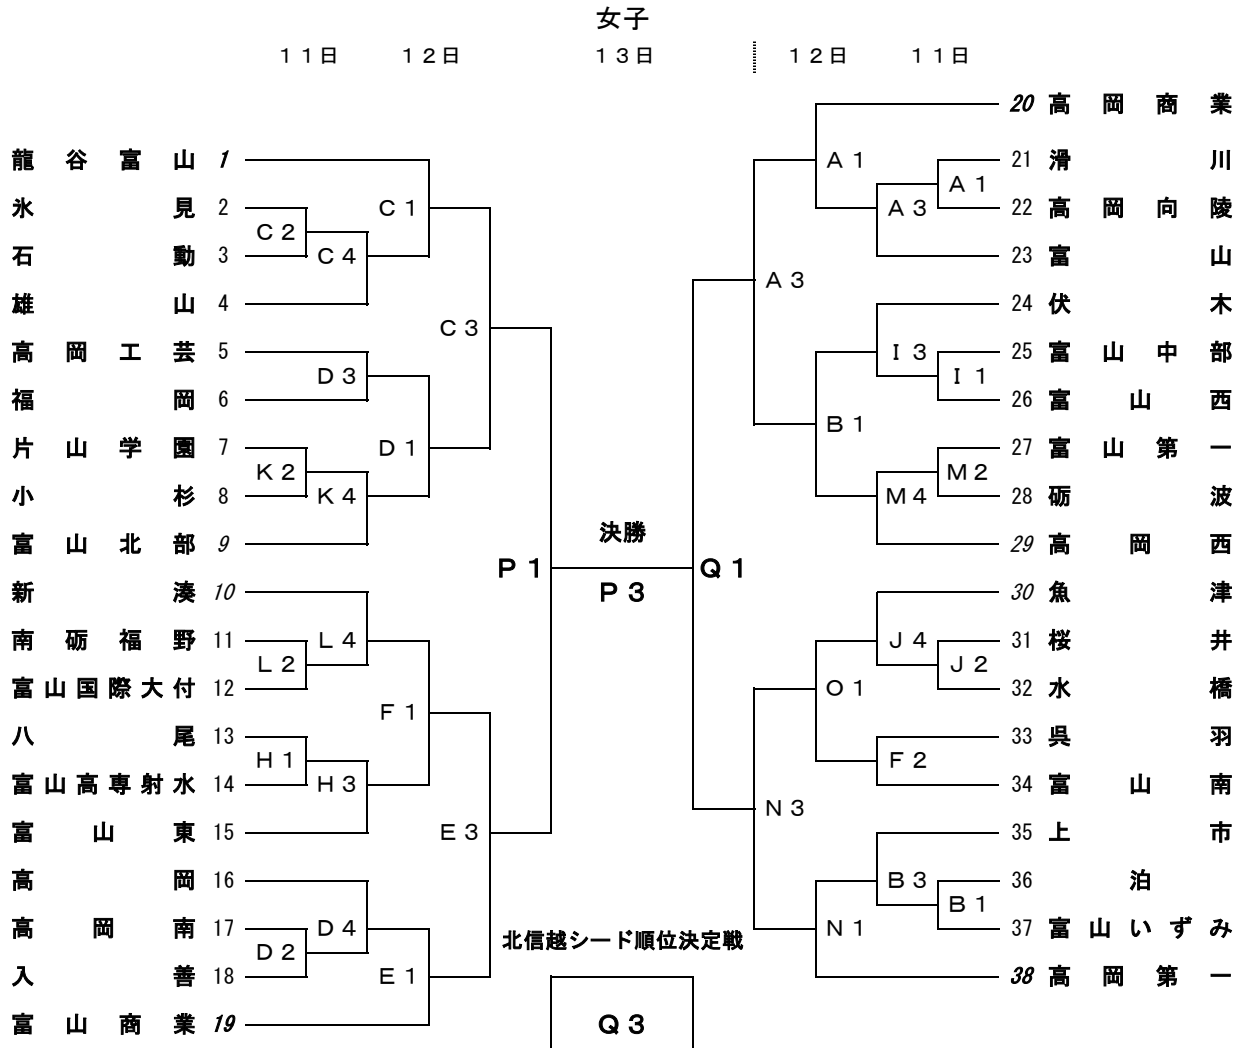 女子
11日 12日 13日 12日 11日
20 高岡商業
龍谷富山 1 A1 21 滑川
氷見 2 C1 A1
C2 A3 22 高岡向陵
石動 3 C4 23 富山
A3
雄山 4 24 伏木
C3
高岡工芸 5 I3 25 富山中部
D3 I1
福岡 6 26 富山西
B1
片山学園 7 D1 27 富山第一
K2 M2
小杉 8 K4 M4 28 砺波
決勝
富山北部 9 29 高岡西
P1 Q1
新湊 10 P3 30 魚津
南砺福野 11 L4 J4 31 桜井
L2 J2
富山国際大付 12 O1 32 水橋
F1
八尾 13 33 呉羽
H1 F2
富山高専射水 14 H3 34 富山南
N3
富山東 15 E3 35 上市
高岡 16 B3 36 泊
B1
高岡南 17 D4 N1 37 富山いずみ
北信越シード順位決定戦
D2
入善 18 E1 38 高岡第一
富山商業 19 Q3